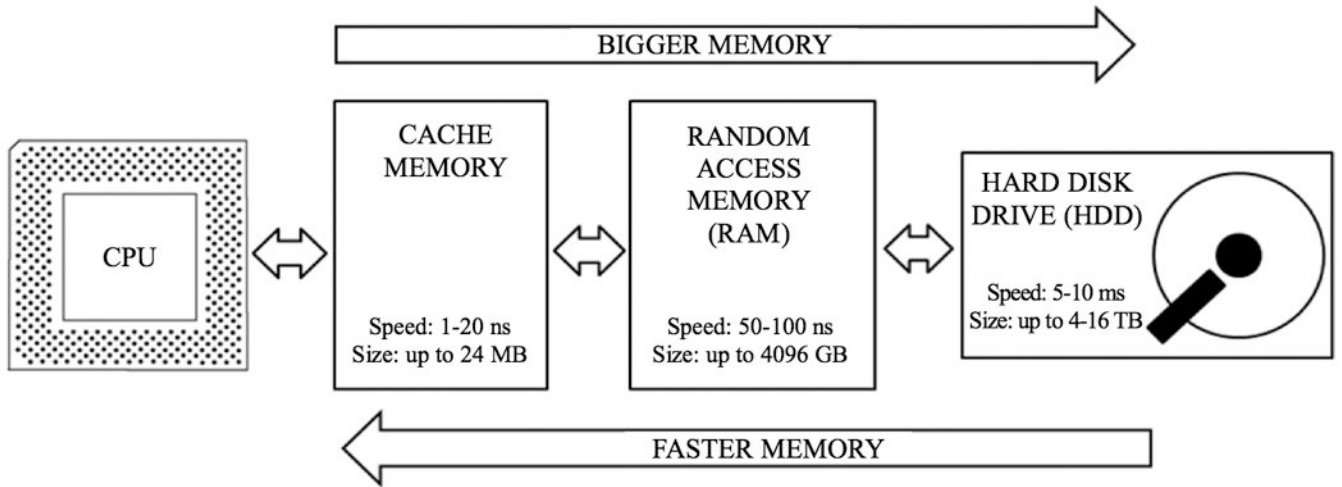 BIGGER MEMORY
CPU
CACHE
MEMORY
Speed: 1-20 ns
Size: up to 24 MB
RANDOM
ACCESS
MEMORY
(RAM)
Speed: 50-100 ns
Size: up to 4096 GB
HARD DISK
DRIVE (HDD)
Speed: 5-10 ms
Size: up to 4-16 TB
FASTER MEMORY